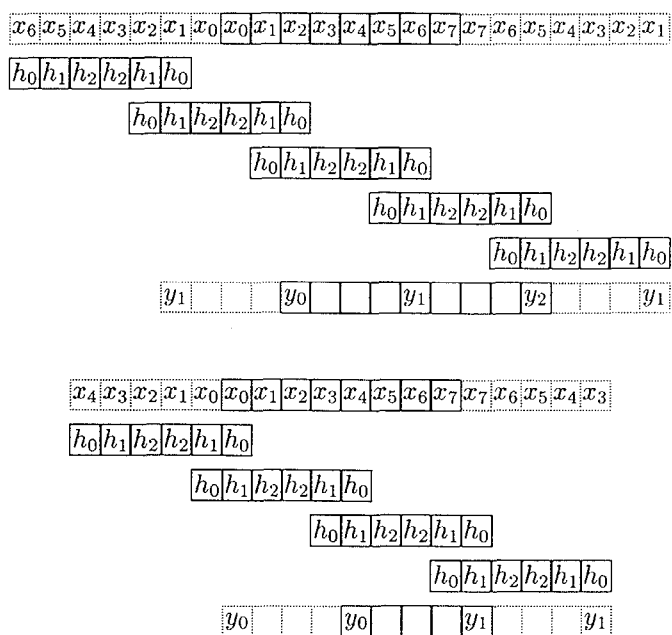 x₆ x₅ x₄ x₃ x₂ x₁ x₀ x₀ x₁ x₂ x₃ x₄ x₅ x₆ x₇ x₇ x₆ x₅ x₄ x₃ x₂ x₁
h₀ h₁ h₂ h₂ h₁ h₀
h₀ h₁ h₂ h₂ h₁ h₀
h₀ h₁ h₂ h₂ h₁ h₀
h₀ h₁ h₂ h₂ h₁ h₀
h₀ h₁ h₂ h₂ h₁ h₀
y₁ y₀ y₁ y₂ y₁
x₄ x₃ x₂ x₁ x₀ x₀ x₁ x₂ x₃ x₄ x₅ x₆ x₇ x₇ x₆ x₅ x₄ x₃
h₀ h₁ h₂ h₂ h₁ h₀
h₀ h₁ h₂ h₂ h₁ h₀
h₀ h₁ h₂ h₂ h₁ h₀
h₀ h₁ h₂ h₂ h₁ h₀
y₀ y₀ y₁ y₁